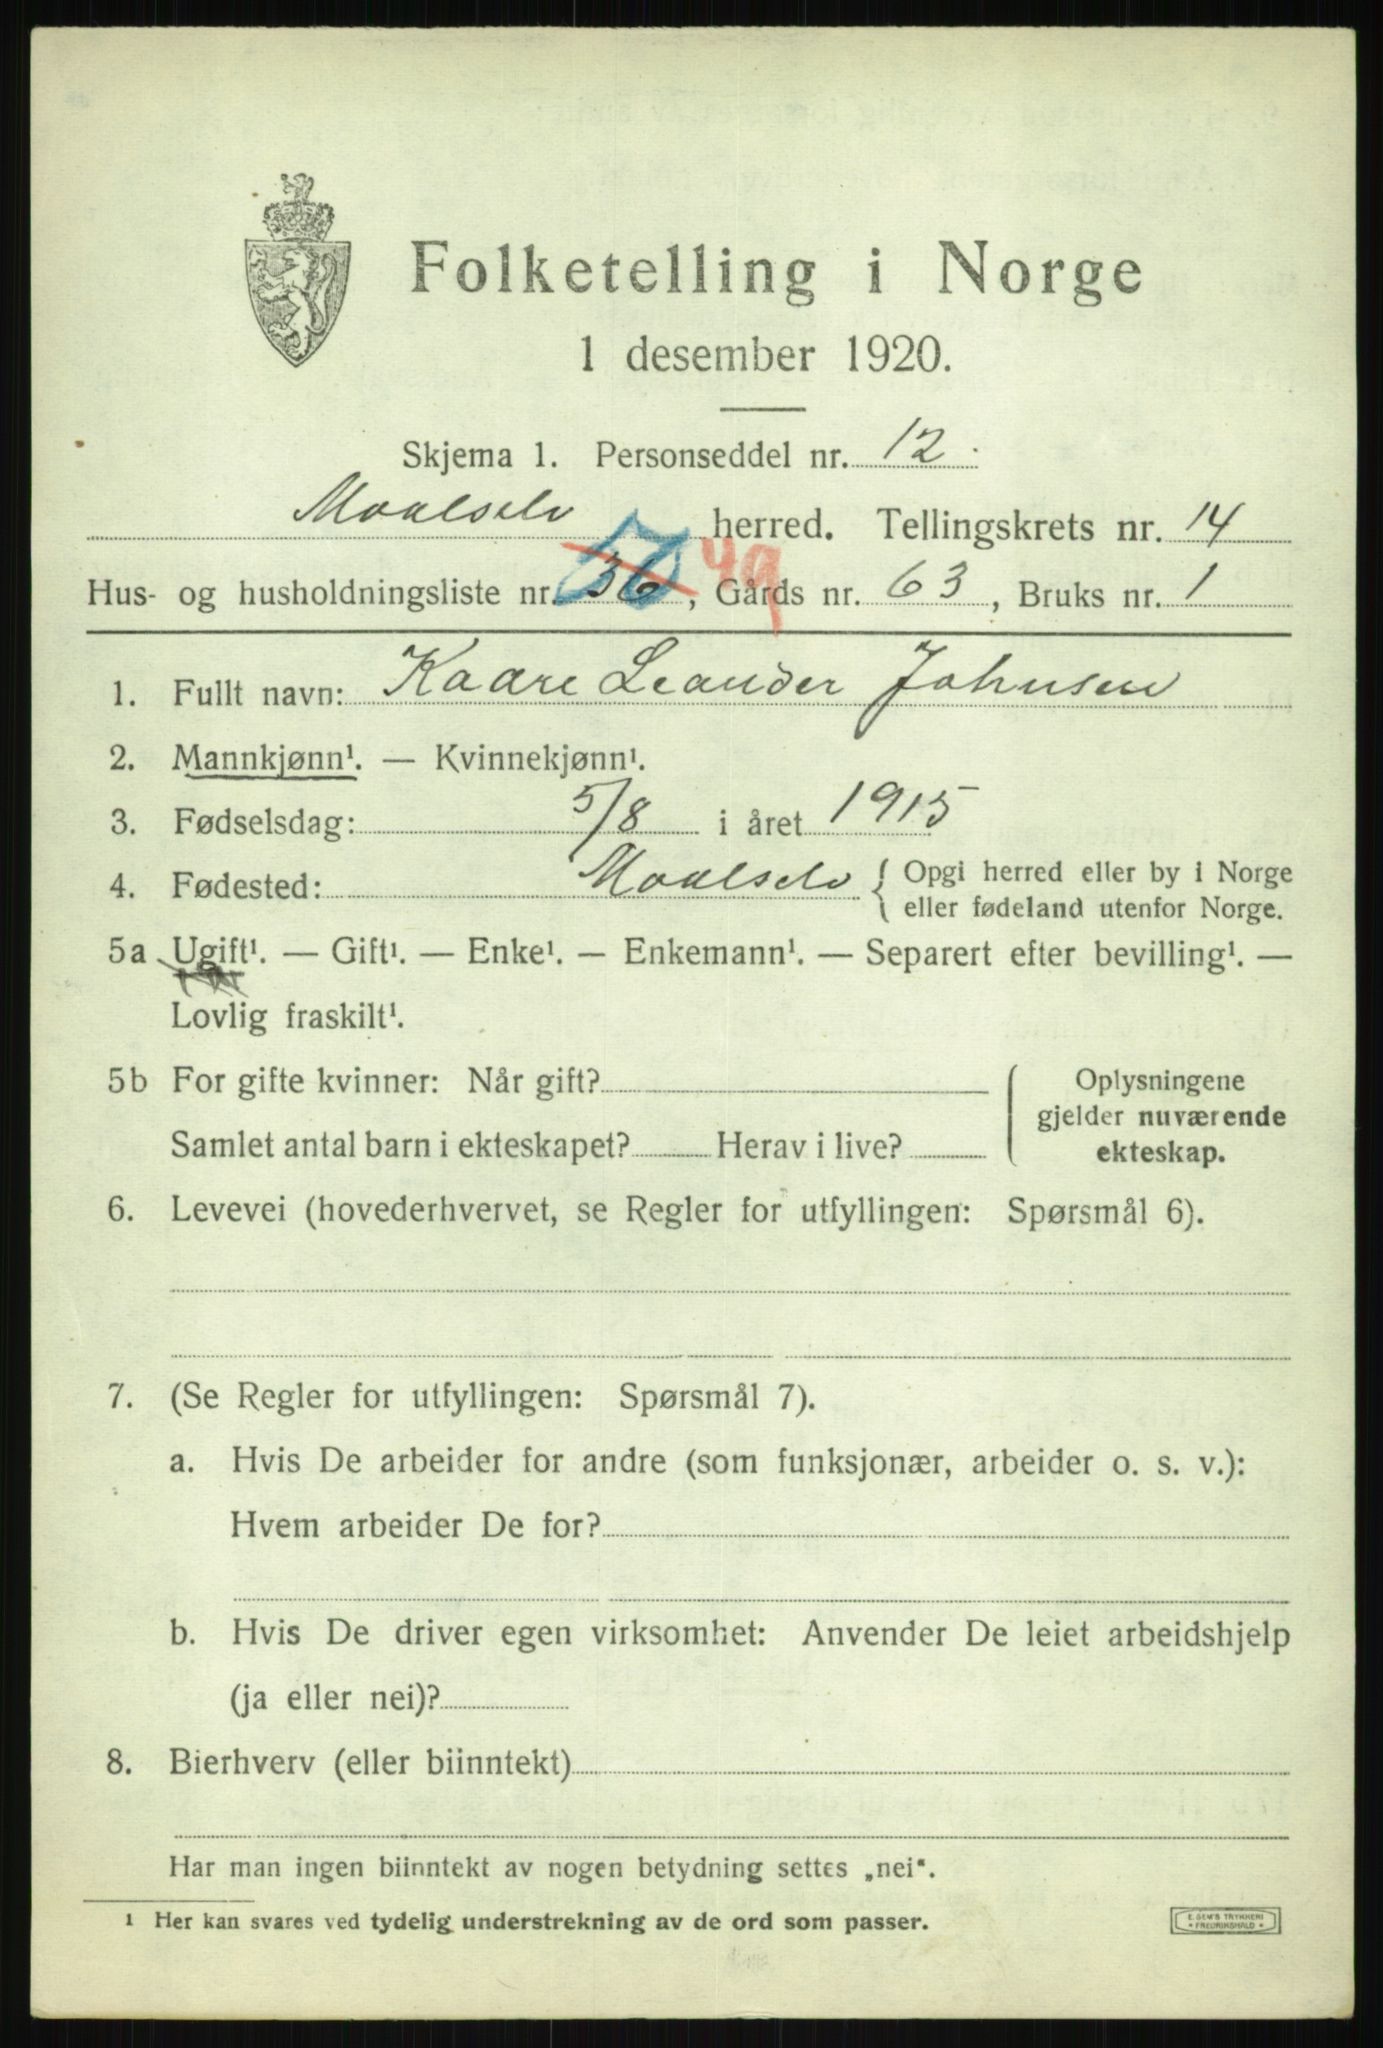 Folketelling i Norge
1 desember 1920.
Skjema 1. Personseddel nr. 12.
Maalselv herred. Tellingskrets nr. 14
Hus- og husholdningsliste nr. 36 49, Gårds nr. 63, Bruks nr. 1
1. Fullt navn: Kaare Leander Johnsen
2. Mannkjønn¹. — Kvinnekjønn¹.
3. Fødselsdag: 5/8 i året 1915
4. Fødested: Maalselv { Opgi herred eller by i Norge
eller fødeland utenfor Norge.
5a Ugift¹. — Gift¹. — Enke¹. — Enkemann¹. — Separert efter bevilling¹. —
Lovlig fraskilt¹.
5b For gifte kvinner: Når gift?
Samlet antal barn i ekteskapet? Herav i live?
Oplysningene
gjelder nuværende
ekteskap.
6. Levevei (hovederhvervet, se Regler for utfyllingen: Spørsmål 6).
7. (Se Regler for utfyllingen: Spørsmål 7).
a. Hvis De arbeider for andre (som funksjonær, arbeider o. s. v.):
Hvem arbeider De for?
b. Hvis De driver egen virksomhet: Anvender De leiet arbeidshjelp
(ja eller nei)?
8. Bierhverv (eller biinntekt)
Har man ingen biinntekt av nogen betydning settes „nei“.
¹ Her kan svares ved tydelig understrekning av de ord som passer.
E. SEM'S TRYKKERI
FREDRIKSHALD